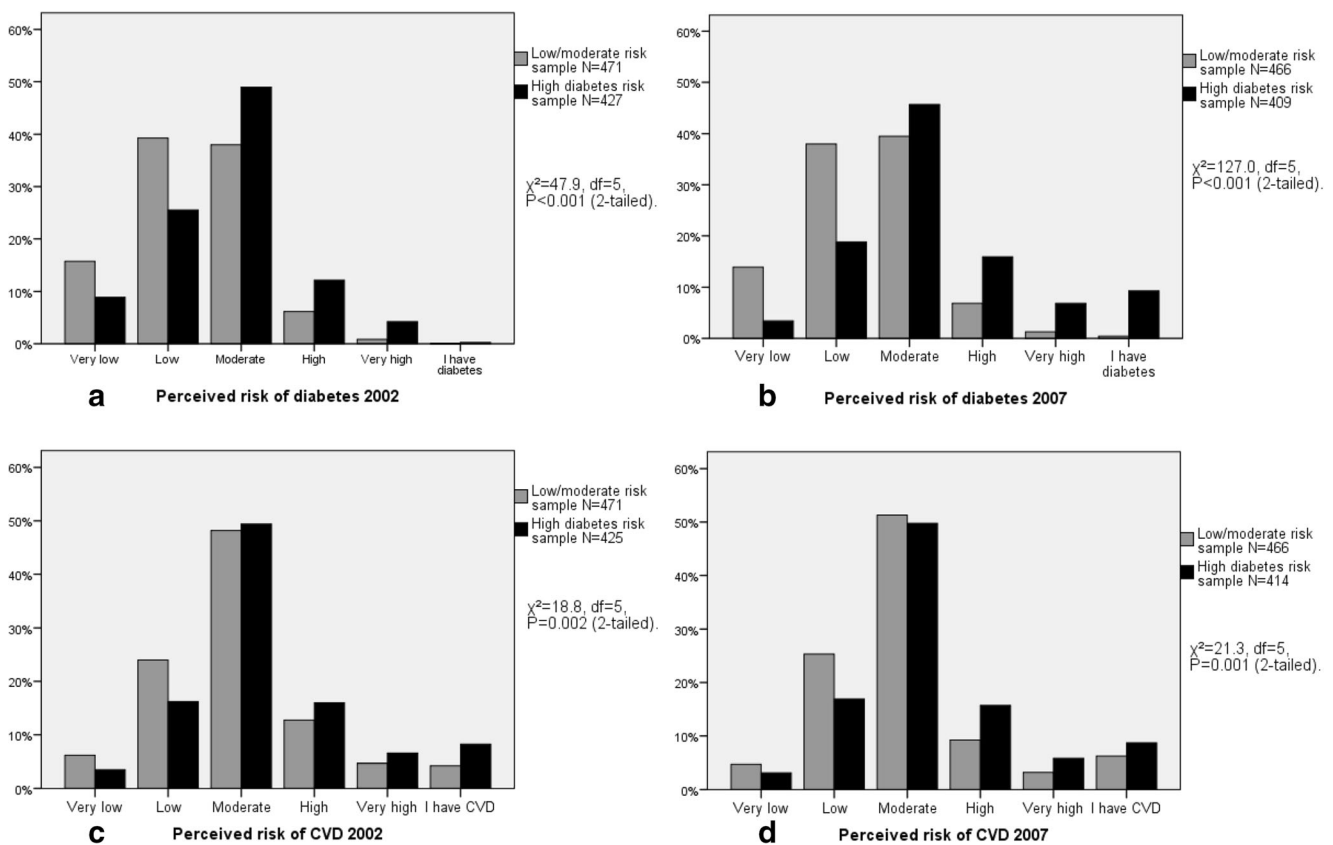 60%
50%
40%
30%
20%
10%
0%
Very low
Low
Moderate
High
Very high
I have
diabetes
Low/moderate risk
sample N=471
High diabetes risk
sample N=427
χ²=47.9, df=5,
P<0.001 (2-tailed).
a
Perceived risk of diabetes 2002
60%
50%
40%
30%
20%
10%
0%
Very low
Low
Moderate
High
Very high
I have
diabetes
Low/moderate risk
sample N=466
High diabetes risk
sample N=409
χ²=127.0, df=5,
P<0.001 (2-tailed).
b
Perceived risk of diabetes 2007
60%
50%
40%
30%
20%
10%
0%
Very low
Low
Moderate
High
Very high
I have CVD
Low/moderate risk
sample N=471
High diabetes risk
sample N=425
χ²=18.8, df=5,
P=0.002 (2-tailed).
c
Perceived risk of CVD 2002
60%
50%
40%
30%
20%
10%
0%
Very low
Low
Moderate
High
Very high
I have CVD
Low/moderate risk
sample N=466
High diabetes risk
sample N=414
χ²=21.3, df=5,
P=0.001 (2-tailed).
d
Perceived risk of CVD 2007